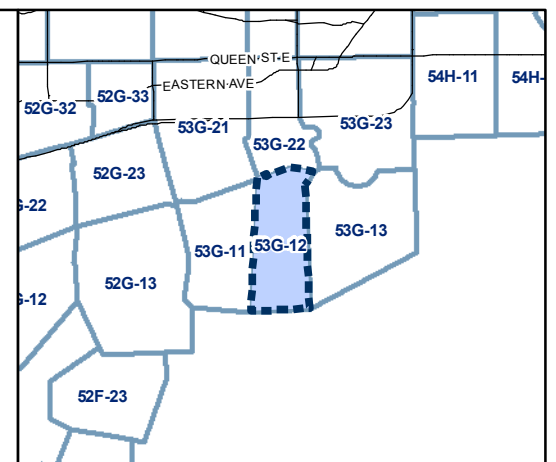 QUEEN ST E
54H-11
54H-
EASTERN AVE
52G-33
52G-32
53G-21
53G-23
53G-22
52G-23
-22
53G-13
53G-11
53G-12
52G-13
-12
52F-23